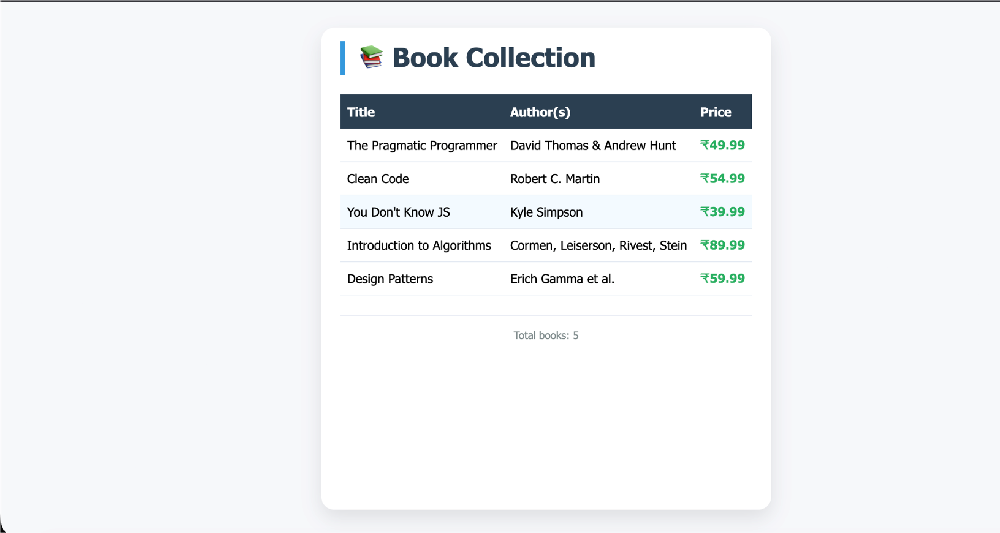 📚 Book Collection
Title Author(s) Price
The Pragmatic Programmer David Thomas & Andrew Hunt ₹49.99
Clean Code Robert C. Martin ₹54.99
You Don't Know JS Kyle Simpson ₹39.99
Introduction to Algorithms Cormen, Leiserson, Rivest, Stein ₹89.99
Design Patterns Erich Gamma et al. ₹59.99
Total books: 5